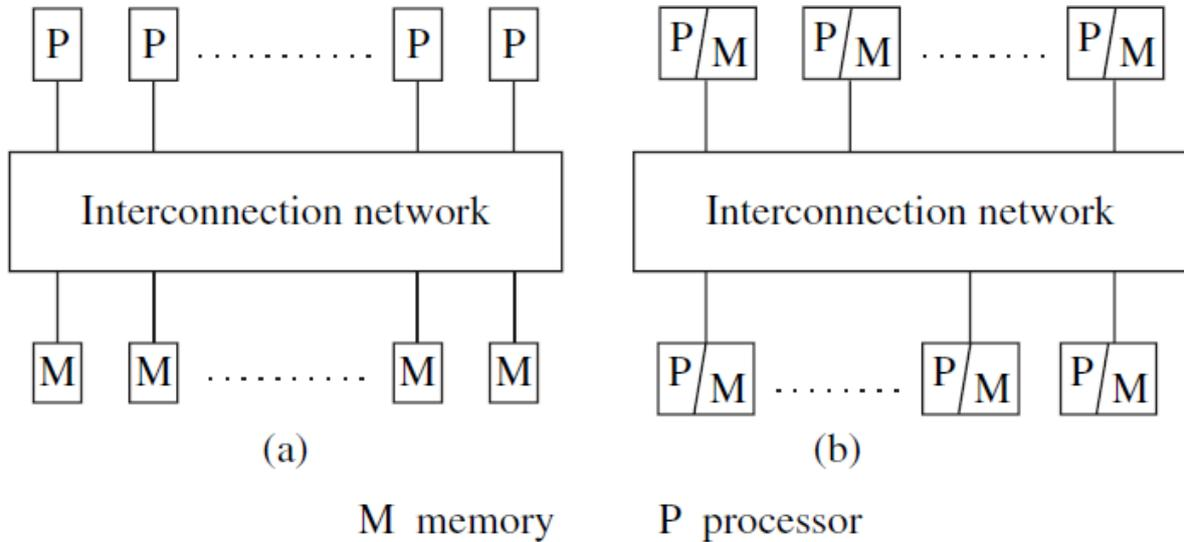 P P ............ P P P/M P/M ......... P/M
Interconnection network Interconnection network
M M ............ M M P/M ......... P/M P/M
(a) (b)
M memory P processor